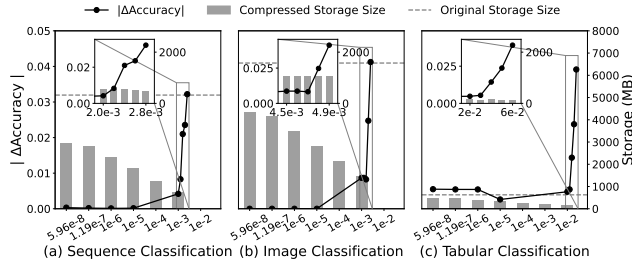 |ΔAccuracy| Compressed Storage Size Original Storage Size
| ΔAccuracy |
0.05
0.04
0.03
0.02
0.01
0.00
0.02
0.00
2000
0
2.0e-3 2.8e-3
5.96e-8 1.19e-7 1e-6 1e-5 1e-4 1e-3 1e-2
(a) Sequence Classification
0.025
0.000
2000
0
4.5e-3 4.9e-3
5.96e-8 1.19e-7 1e-6 1e-5 1e-4 1e-3 1e-2
(b) Image Classification
0.025
0.000
2000
0
2e-2 6e-2
5.96e-8 1.19e-7 1e-6 1e-5 1e-4 1e-3 1e-2
(c) Tabular Classification
8000
7000
6000
5000
4000
3000
2000
1000
0
Storage (MB)